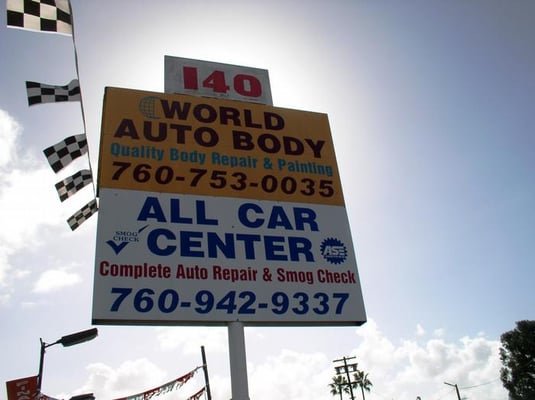 140
WORLD
AUTO BODY
Quality Body Repair & Painting
760-753-0035
ALL CAR
SMOG
CHECK
CENTER
ASE
Complete Auto Repair & Smog Check
760-942-9337